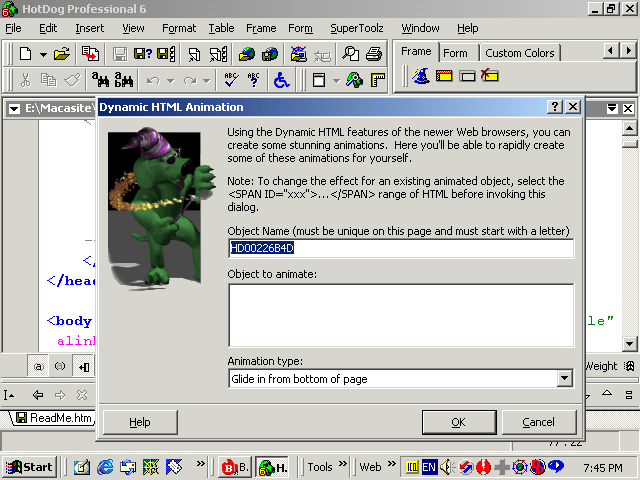 HotDog Professional 6
File Edit Insert View Format Table Frame Form SuperToolz Window Help
Frame Form Custom Colors
E:\Macasite\
Dynamic HTML Animation
Using the Dynamic HTML features of the newer Web browsers, you can
create some stunning animations. Here you'll be able to rapidly create
some of these animations for yourself.
Note: To change the effect for an existing animated object, select the
<SPAN ID="xxx">...</SPAN> range of HTML before invoking this
dialog.
Object Name (must be unique on this page and must start with a letter)
HD00226B4D
Object to animate:
</
</hea
<body
le"
alin
Animation type:
Weight
Glide in from bottom of page
ReadMe.htm
Help OK Cancel
77 : 22
Start B. H. Tools » Web » EN 7:45 PM